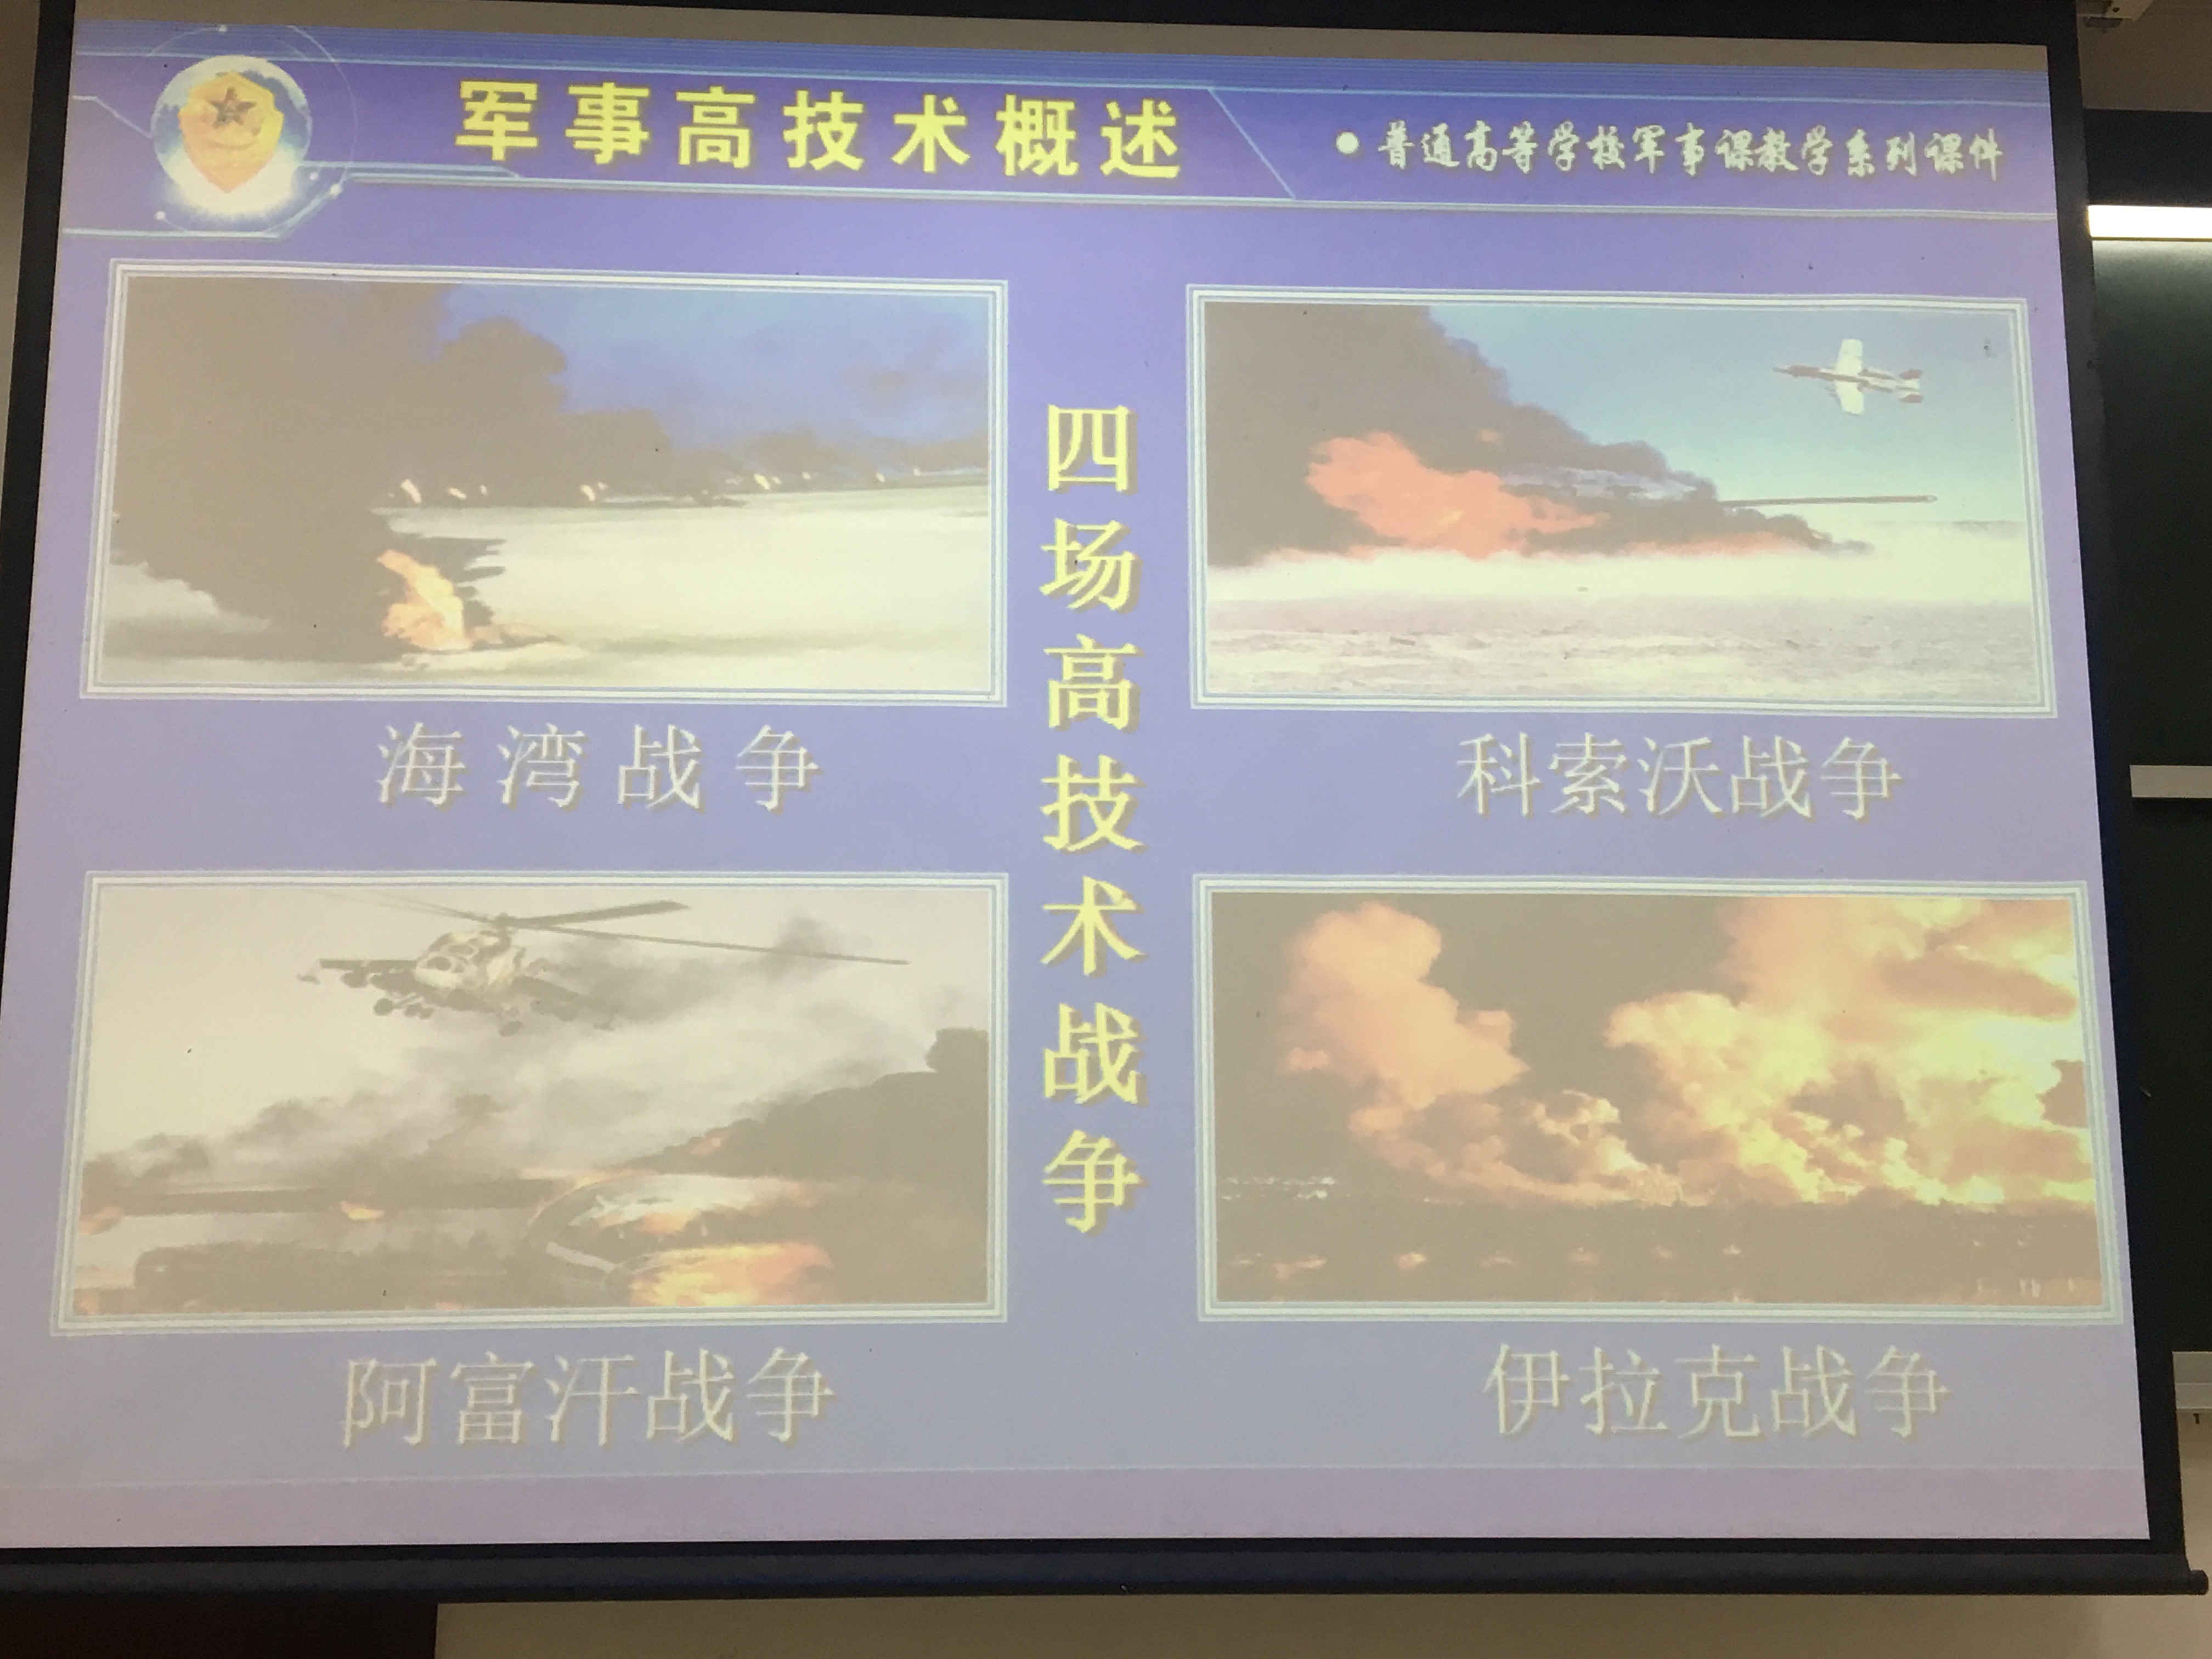 军事高技术概述
普通高等学校军事课教学系列课件
四场高技术战争
海湾战争
科索沃战争
阿富汗战争
伊拉克战争